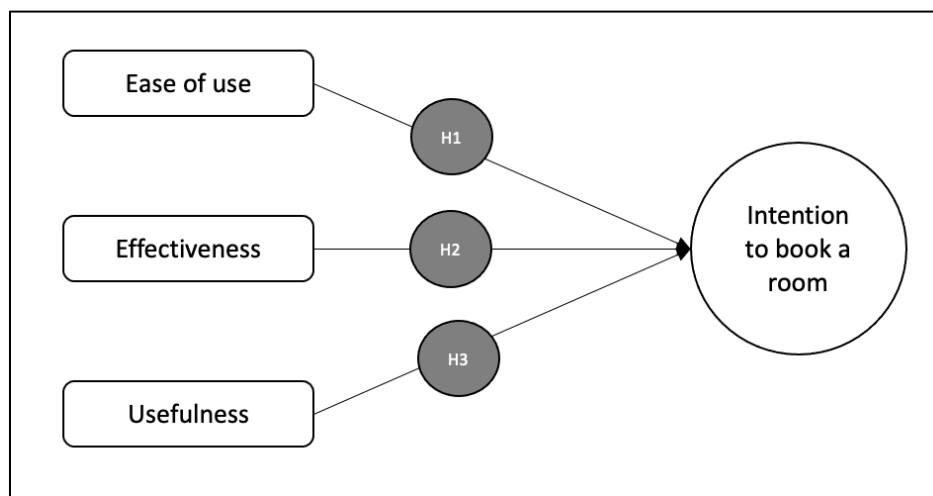 Ease of use
H1
Effectiveness
H2
Intention
to book a
room
H3
Usefulness